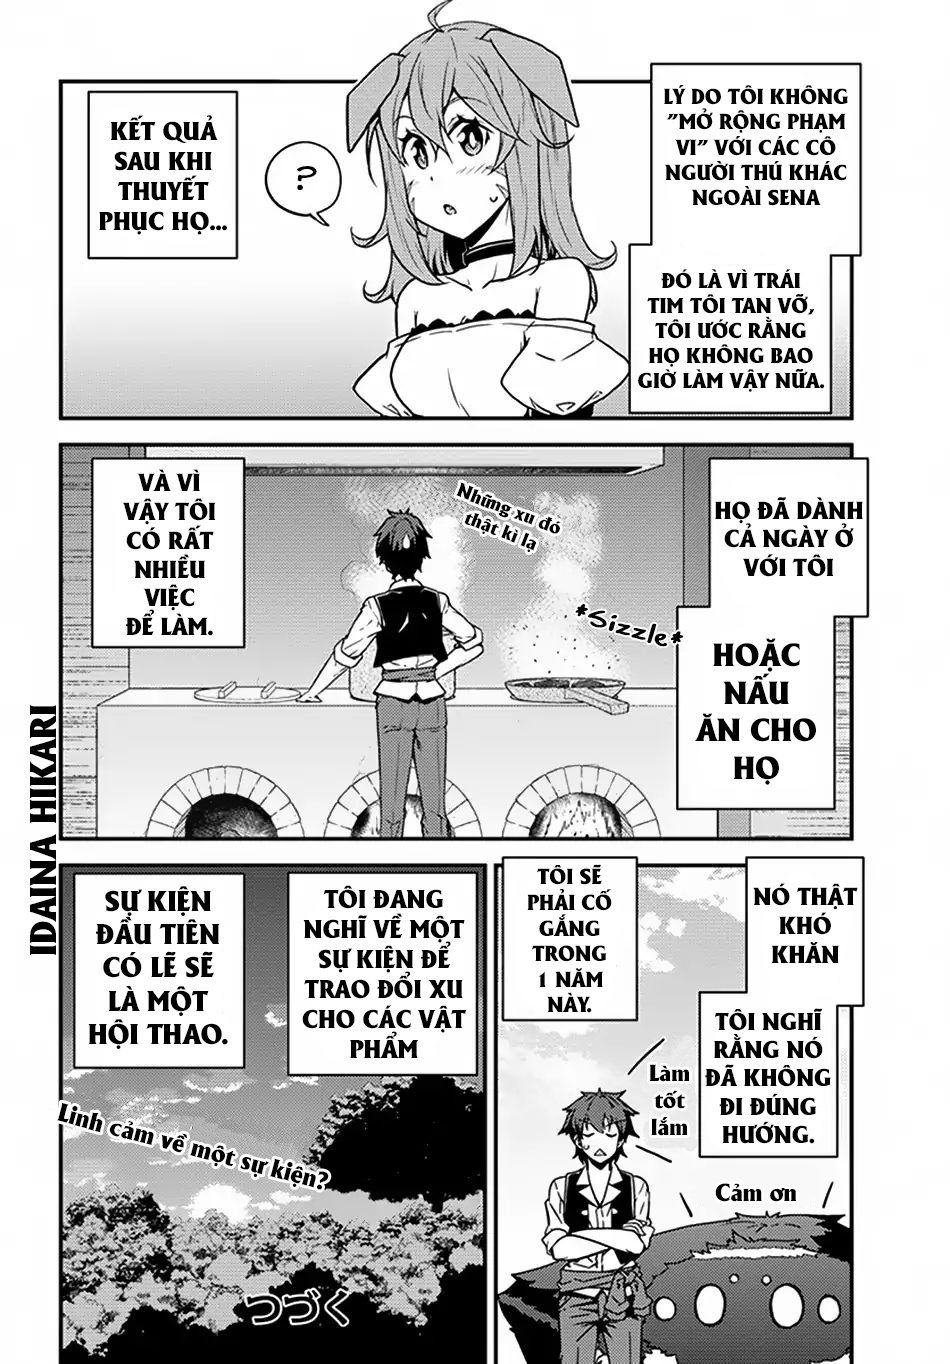 LÝ DO TÔI KHÔNG
"MỞ RỘNG PHẠM
VI" VỚI CÁC CÔ
NGƯỜI THÚ KHÁC
NGOÀI SENA
ĐÓ LÀ VÌ TRÁI
TIM TÔI TAN VỠ,
TÔI ƯỚC RẰNG
HỌ KHÔNG BAO
GIỜ LÀM VẬY NỮA.
?
KẾT QUẢ
SAU KHI
THUYẾT
PHỤC HỌ...
HỌ ĐÃ DÀNH
CẢ NGÀY Ở
VỚI TÔI
HOẶC
NẤU
ĂN CHO
HỌ
Những xu đó
thật kì lạ
*Sizzle*
VÀ VÌ
VẬY TÔI
CÓ RẤT
NHIỀU
VIỆC
ĐỂ LÀM.
IDAINA HIKARI
NÓ THẬT
KHÓ
KHĂN
TÔI NGHĨ
RẰNG NÓ
ĐÃ KHÔNG
ĐI ĐÚNG
HƯỚNG.
TÔI SẼ
PHẢI CỐ
GẮNG
TRONG
1 NĂM
NÀY.
Làm
tốt
lắm
Cảm ơn
TÔI ĐANG
NGHĨ VỀ MỘT
SỰ KIỆN ĐỂ
TRAO ĐỔI XU
CHO CÁC VẬT
PHẨM
SỰ KIỆN
ĐẦU TIÊN
CÓ LẼ SẼ
LÀ MỘT
HỘI THAO.
Linh cảm về một sự kiện?
つづく